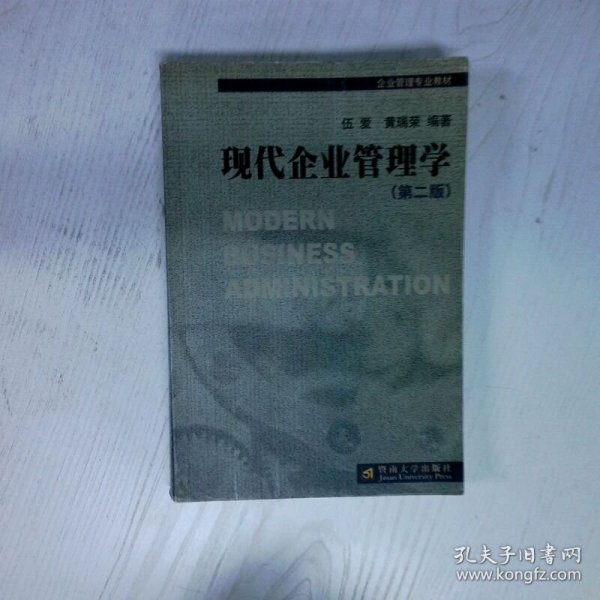 企业管理专业教材
伍 爱 黄瑞荣 编著
现代企业管理学
(第二版)
MODERN
BUSINESS
ADMINISTRATION
暨南大学出版社
Jinan University Press
孔夫子旧书网
www.kongfz.com